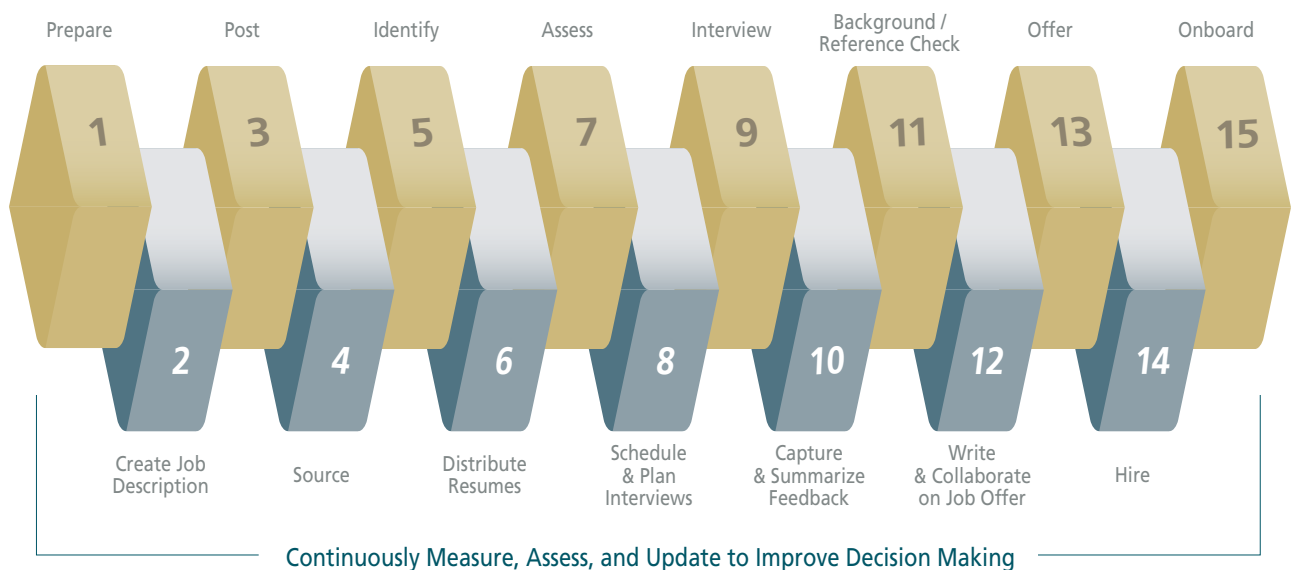 Prepare
Post
Identify
Assess
Interview
Background /
Reference Check
Offer
Onboard
1
3
5
7
9
11
13
15
2
4
6
8
10
12
14
Create Job
Description
Source
Distribute
Resumes
Schedule
& Plan
Interviews
Capture
& Summarize
Feedback
Write
& Collaborate
on Job Offer
Hire
Continuously Measure, Assess, and Update to Improve Decision Making